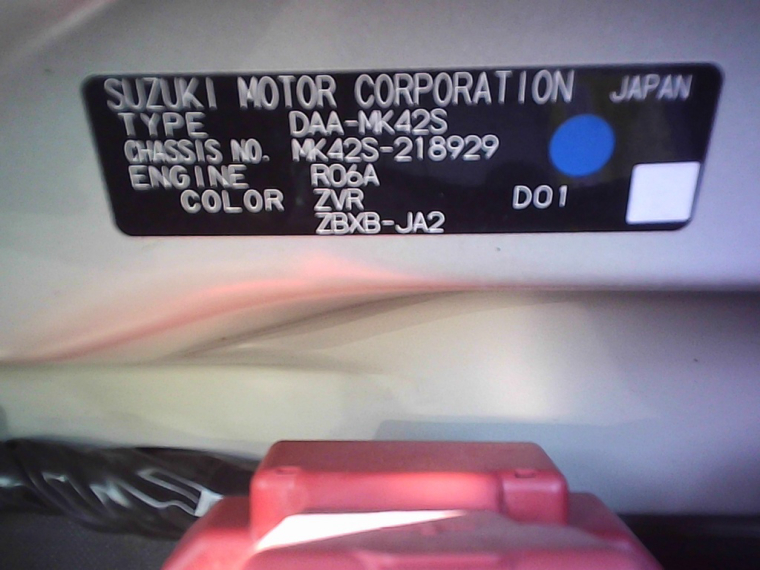 SUZUKI MOTOR CORPORATION JAPAN
TYPE DAA-MK42S
CHASSIS NO. MK42S-218929
ENGINE R06A
COLOR ZVR D01
ZBXB-JA2